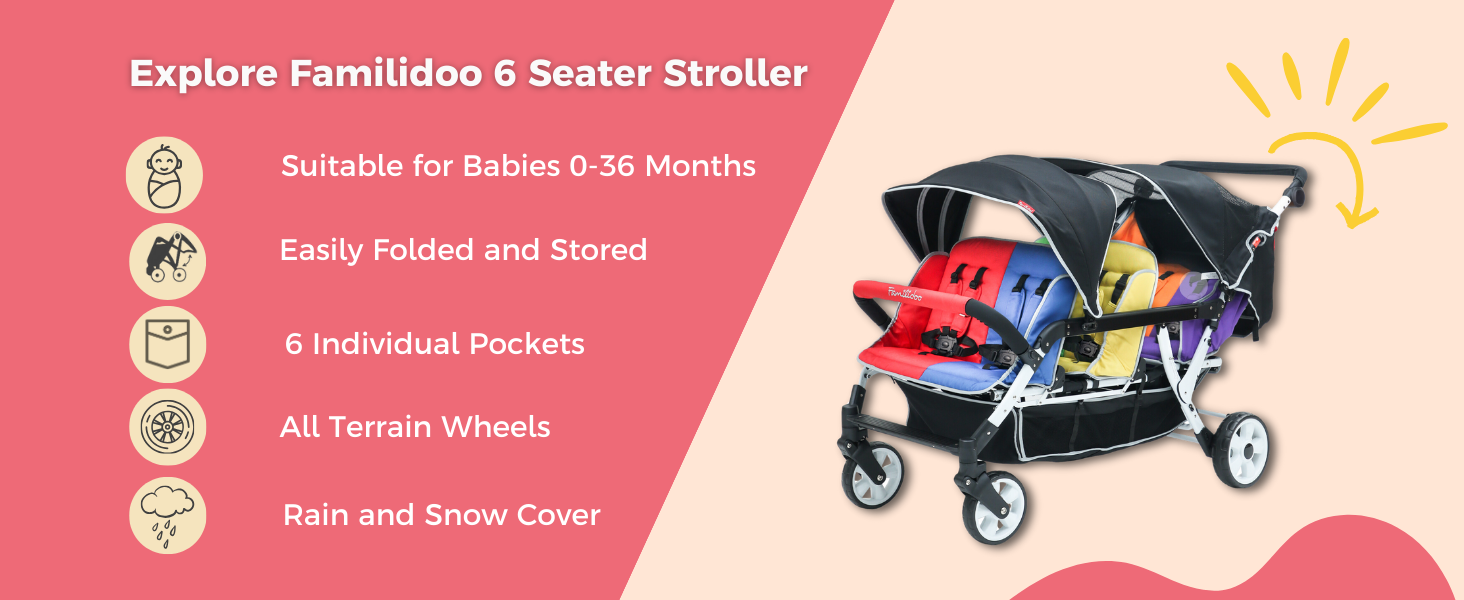 Explore Familidoo 6 Seater Stroller
Suitable for Babies 0-36 Months
Easily Folded and Stored
6 Individual Pockets
All Terrain Wheels
Rain and Snow Cover
Familidoo